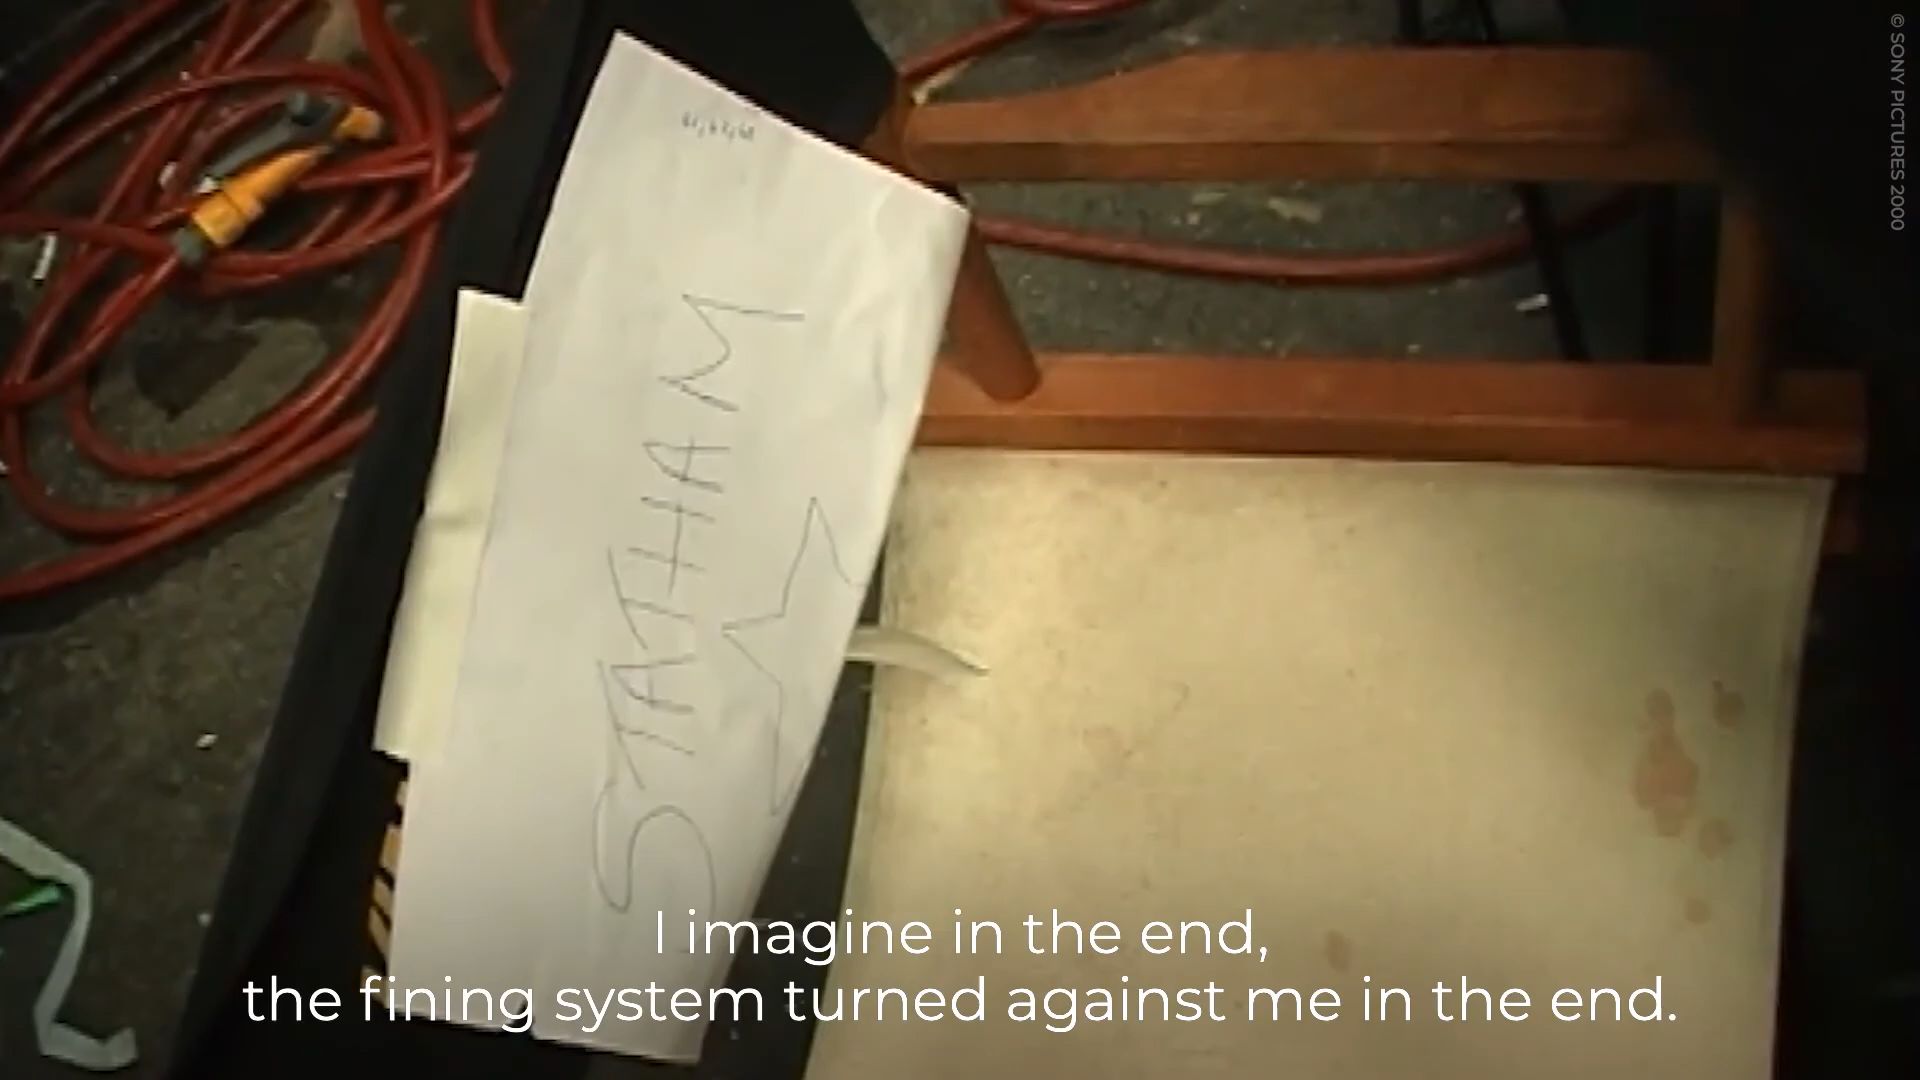 © SONY PICTURES 2000
STATHAM
I imagine in the end,
the fining system turned against me in the end.